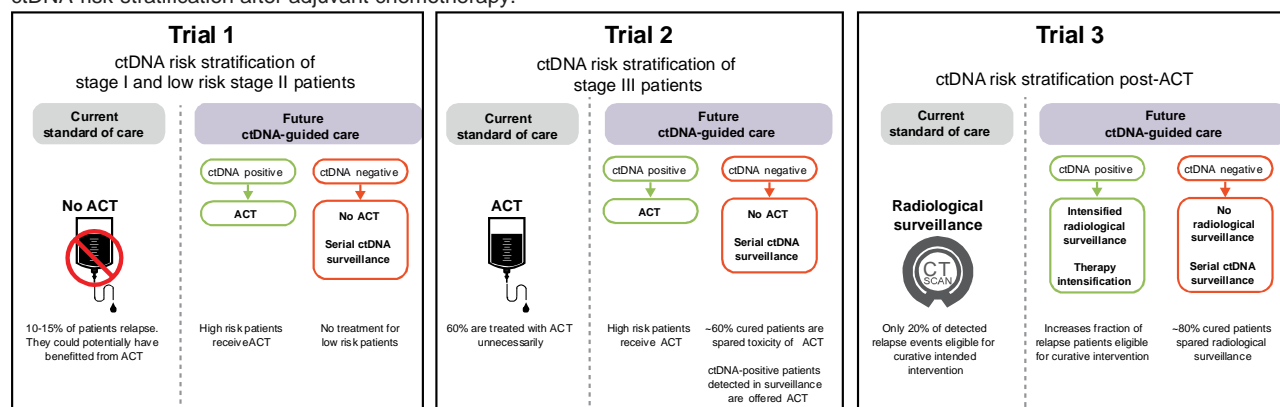 ctDNA risk stratification after adjuvant chemotherapy.
Trial 1
ctDNA risk stratification of
stage I and low risk stage II patients
Current
standard of care
Future
ctDNA-guided care
ctDNA positive
ctDNA negative
No ACT
ACT
No ACT
Serial ctDNA
surveillance
10-15% of patients relapse.
They could potentially have
benefitted from ACT
High risk patients
receiveACT
No treatment for
low risk patients
Trial 2
ctDNA risk stratification of
stage III patients
Current
standard of care
Future
ctDNA-guided care
ctDNA positive
ctDNA negative
ACT
ACT
No ACT
Serial ctDNA
surveillance
60% are treated with ACT
unnecessarily
High risk patients
receive ACT
~60% cured patients are
spared toxicity of ACT
ctDNA-positive patients
detected in surveillance
are offered ACT
Trial 3
ctDNA risk stratification post-ACT
Current
standard of care
Future
ctDNA-guided care
ctDNA positive
ctDNA negative
Radiological
surveillance
CT
SCAN
Intensified
radiological
surveillance
Therapy
intensification
No
radiological
surveillance
Serial ctDNA
surveillance
Only 20% of detected
relapse events eligible for
curative intended
intervention
Increases fraction of
relapse patients eligible
for curative intervention
~80% cured patients
spared radiological
surveillance